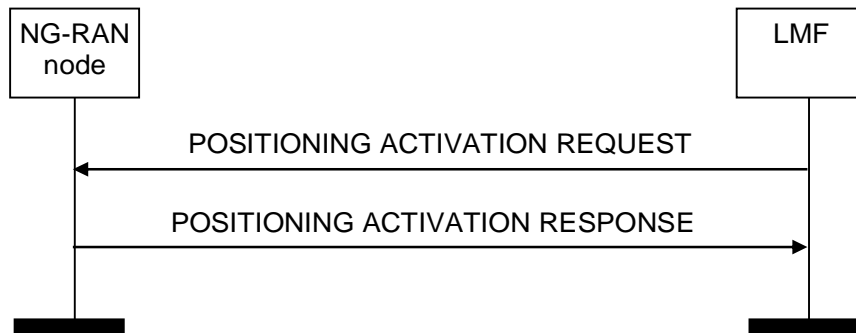 NG-RAN
node
LMF
POSITIONING ACTIVATION REQUEST
POSITIONING ACTIVATION RESPONSE